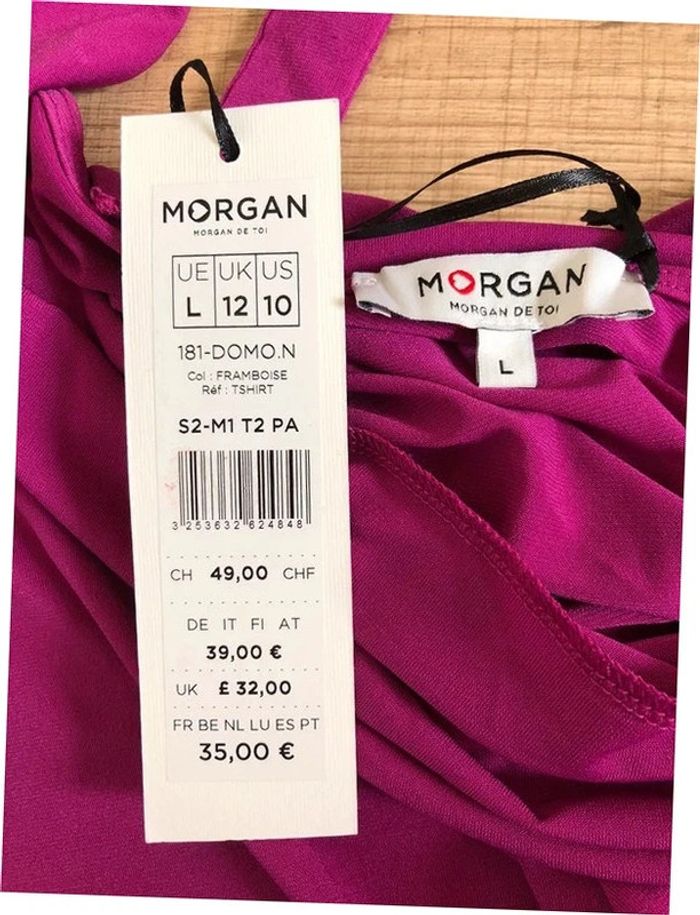 MORGAN
MORGAN DE TOI
UE UK US
L 12 10
181-DOMO.N
Col : FRAMBOISE
Réf : TSHIRT
S2-M1 T2 PA
3 253632 624848
CH 49,00 CHF
DE IT FI AT
39,00 €
UK £ 32,00
FR BE NL LU ES PT
35,00 €
MORGAN
MORGAN DE TOI
L